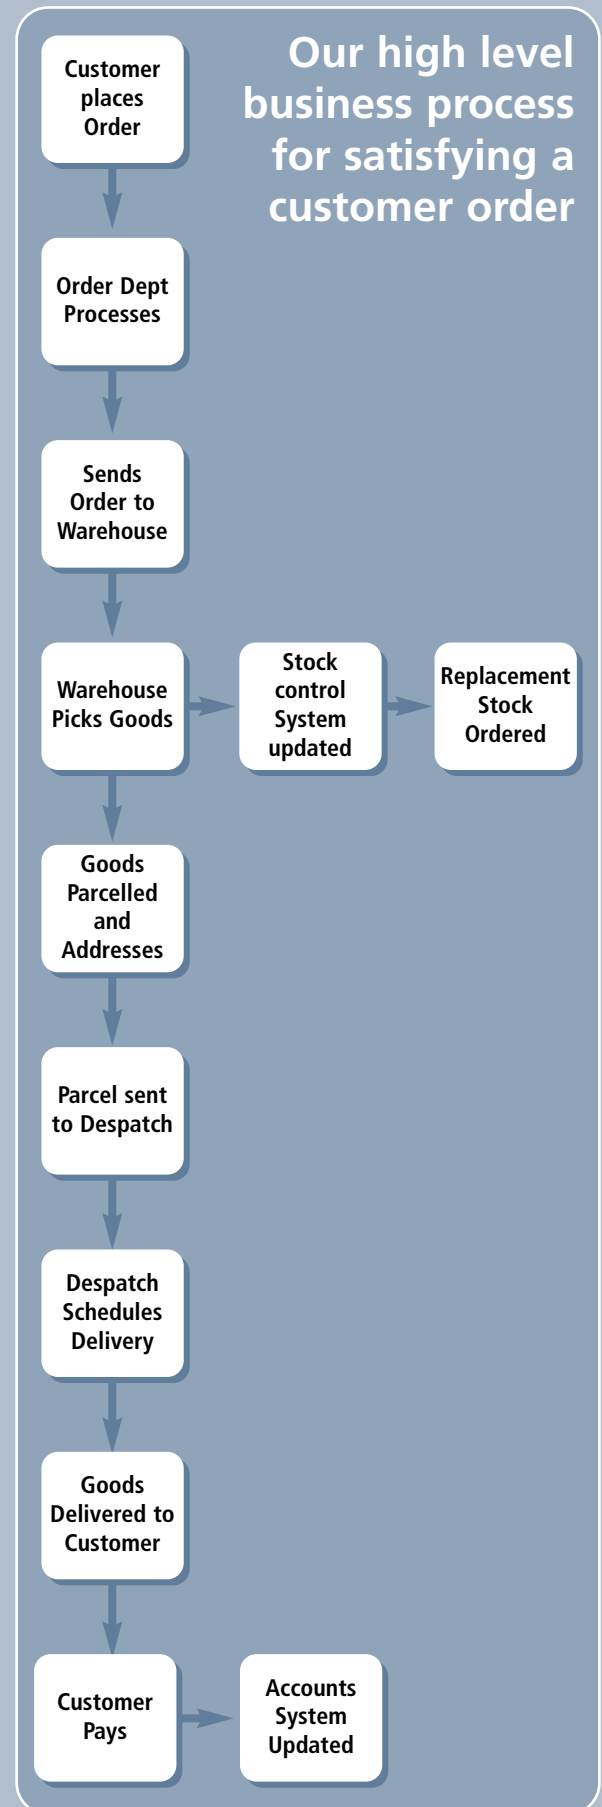 Our high level
business process
for satisfying a
customer order
Customer
places
Order
Order Dept
Processes
Sends
Order to
Warehouse
Warehouse
Picks Goods
Stock
control
System
updated
Replacement
Stock
Ordered
Goods
Parcelled
and
Addresses
Parcel sent
to Despatch
Despatch
Schedules
Delivery
Goods
Delivered to
Customer
Customer
Pays
Accounts
System
Updated